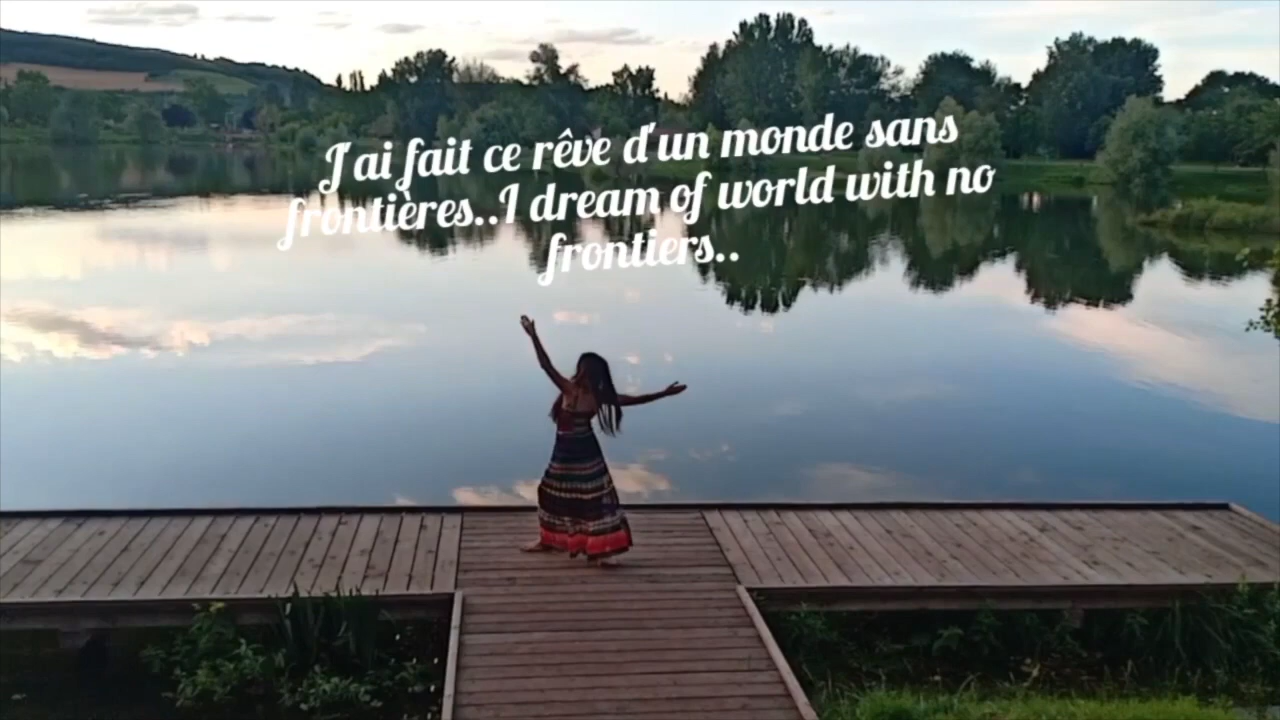 J'ai fait ce rêve d'un monde sans
frontières..I dream of world with no
frontiers..